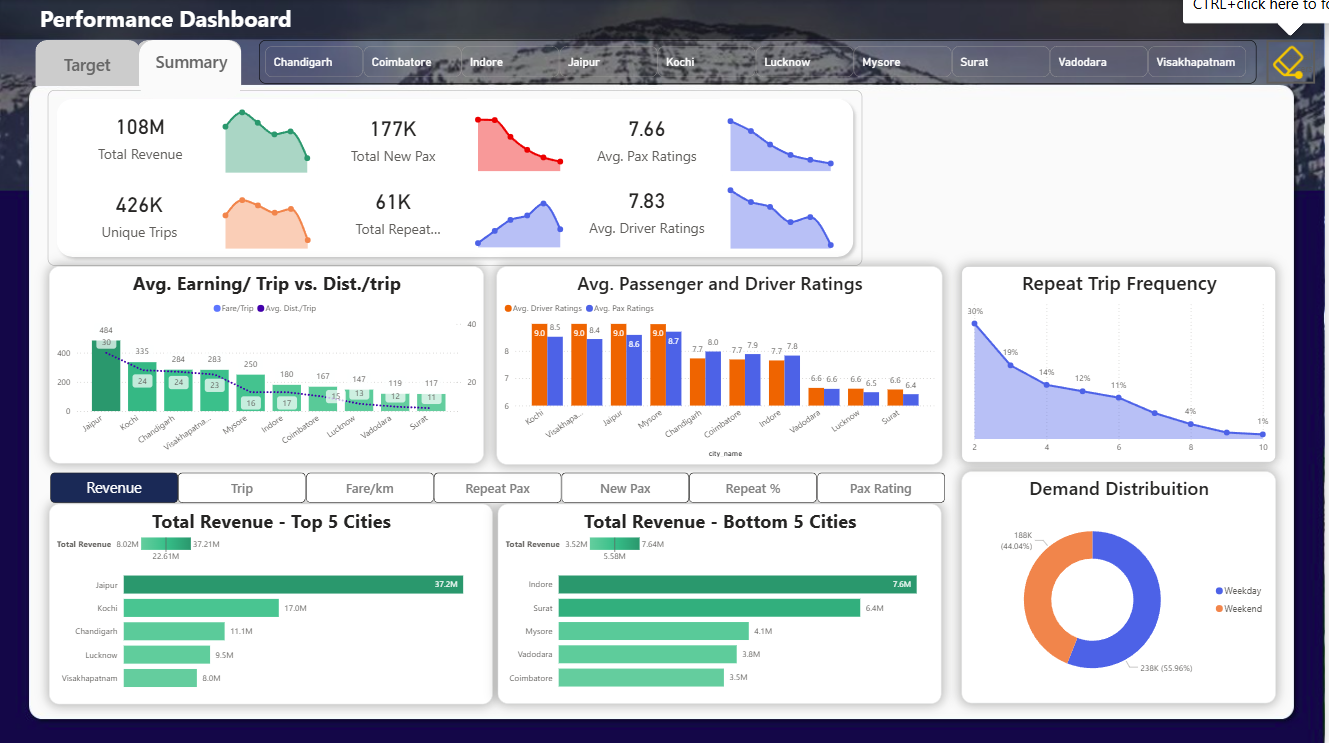 Performance Dashboard
CTRL+click here to fo
Target
Summary
Chandigarh
Coimbatore
Indore
Jaipur
Kochi
Lucknow
Mysore
Surat
Vadodara
Visakhapatnam
108M
Total Revenue
177K
Total New Pax
7.66
Avg. Pax Ratings
426K
Unique Trips
61K
Total Repeat...
7.83
Avg. Driver Ratings
Avg. Earning/ Trip vs. Dist./trip
Fare/Trip Avg. Dist./Trip
400
200
0
40
20
484 335 284 283 250 180 167 147 119 117
30 24 24 23 16 17 15 13 12 11
Jaipur Kochi Chandigarh Visakhapatna... Mysore Indore Coimbatore Lucknow Vadodara Surat
Avg. Passenger and Driver Ratings
Avg. Driver Ratings Avg. Pax Ratings
8
7
6
9.0 8.5 9.0 8.4 9.0 8.6 9.0 8.7 7.7 8.0 7.7 7.9 7.7 7.8 6.6 6.6 6.6 6.5 6.6 6.4
Kochi Visakhapa... Jaipur Mysore Chandigarh Coimbatore Indore Vadodara Lucknow Surat
city_name
Repeat Trip Frequency
30%
19%
14%
12%
11%
4%
1%
2 4 6 8 10
Revenue
Trip
Fare/km
Repeat Pax
New Pax
Repeat %
Pax Rating
Total Revenue - Top 5 Cities
Total Revenue 8.02M 37.21M
22.61M
Jaipur 37.2M
Kochi 17.0M
Chandigarh 11.1M
Lucknow 9.5M
Visakhapatnam 8.0M
Total Revenue - Bottom 5 Cities
Total Revenue 3.52M 7.64M
5.58M
Indore 7.6M
Surat 6.4M
Mysore 4.1M
Vadodara 3.8M
Coimbatore 3.5M
Demand Distribuition
188K
(44.04%)
Weekday
Weekend
238K (55.96%)